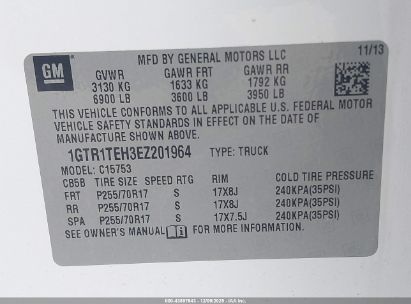 GM
MFD BY GENERAL MOTORS LLC
11/13
GVWR GAWR FRT GAWR RR
3130 KG 1633 KG 1792 KG
6900 LB 3600 LB 3950 LB
THIS VEHICLE CONFORMS TO ALL APPLICABLE U.S. FEDERAL MOTOR
VEHICLE SAFETY STANDARDS IN EFFECT ON THE DATE OF
MANUFACTURE SHOWN ABOVE.
1GTR1TEH3EZ201964 TYPE: TRUCK
MODEL: C15753
CB5B TIRE SIZE SPEED RTG RIM COLD TIRE PRESSURE
FRT P255/70R17 S 17X8J 240KPA(35PSI)
RR P255/70R17 S 17X8J 240KPA(35PSI)
SPA P255/70R17 S 17X7.5J 240KPA(35PSI)
SEE OWNER'S MANUAL FOR MORE INFORMATION.